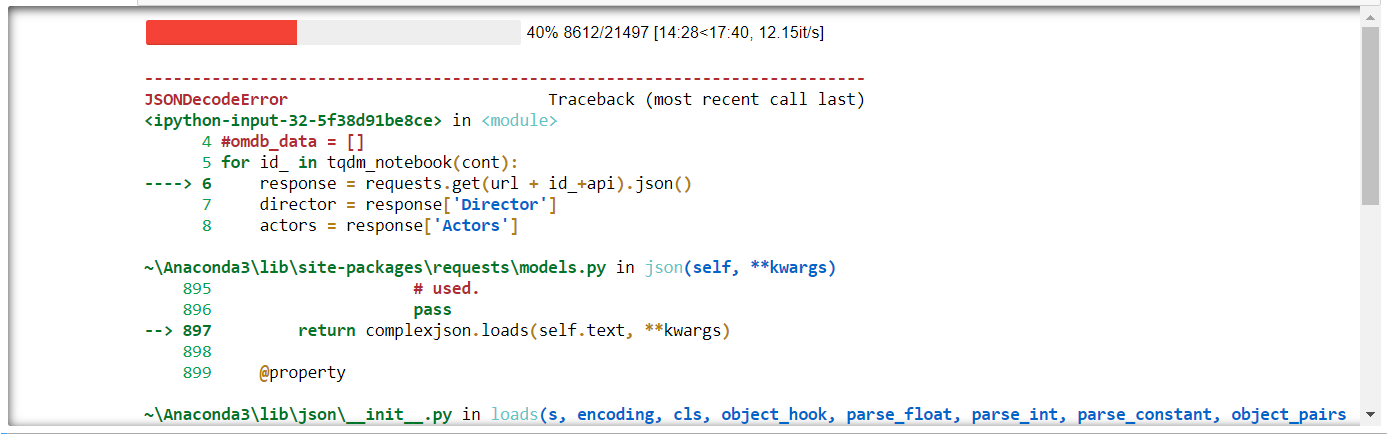 40% 8612/21497 [14:28<17:40, 12.15it/s]
---------------------------------------------------------------------------
JSONDecodeError                           Traceback (most recent call last)
<ipython-input-32-5f38d91be8ce> in <module>
      4 #omdb_data = []
      5 for id_ in tqdm_notebook(cont):
----> 6     response = requests.get(url + id_+api).json()
      7     director = response['Director']
      8     actors = response['Actors']
~\Anaconda3\lib\site-packages\requests\models.py in json(self, **kwargs)
    895                     # used.
    896                     pass
--> 897         return complexjson.loads(self.text, **kwargs)
    898
    899     @property
~\Anaconda3\lib\json\__init__.py in loads(s, encoding, cls, object_hook, parse_float, parse_int, parse_constant, object_pairs